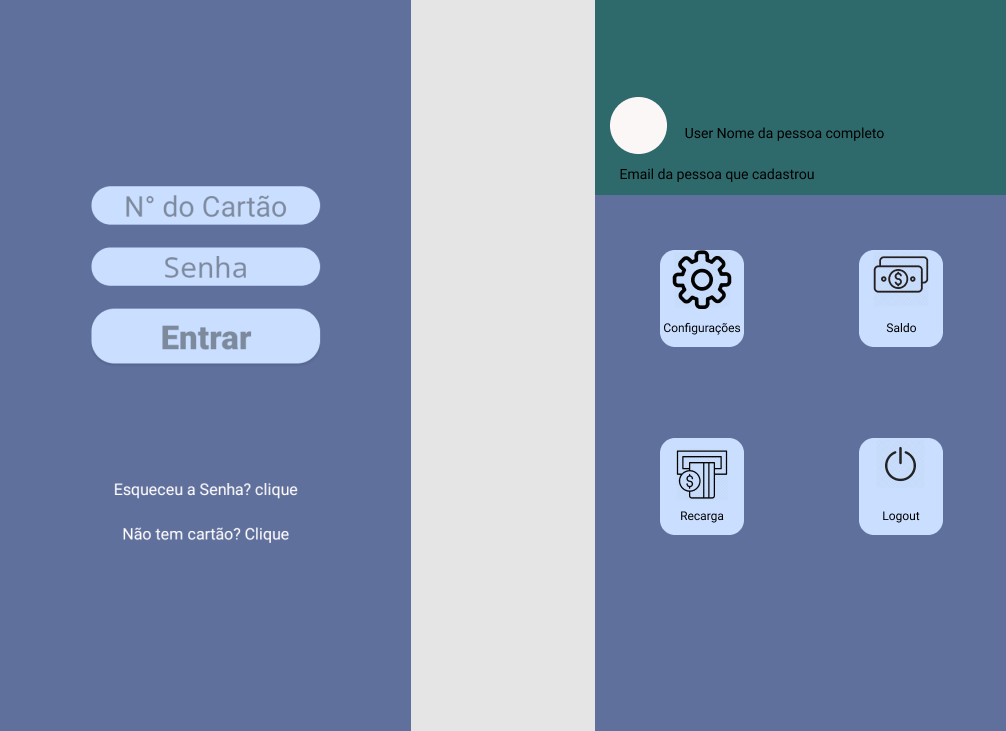 N° do Cartão
Senha
Entrar
Esqueceu a Senha? clique
Não tem cartão? Clique
User Nome da pessoa completo
Email da pessoa que cadastrou
$
Configurações
Saldo
$
Recarga
Logout